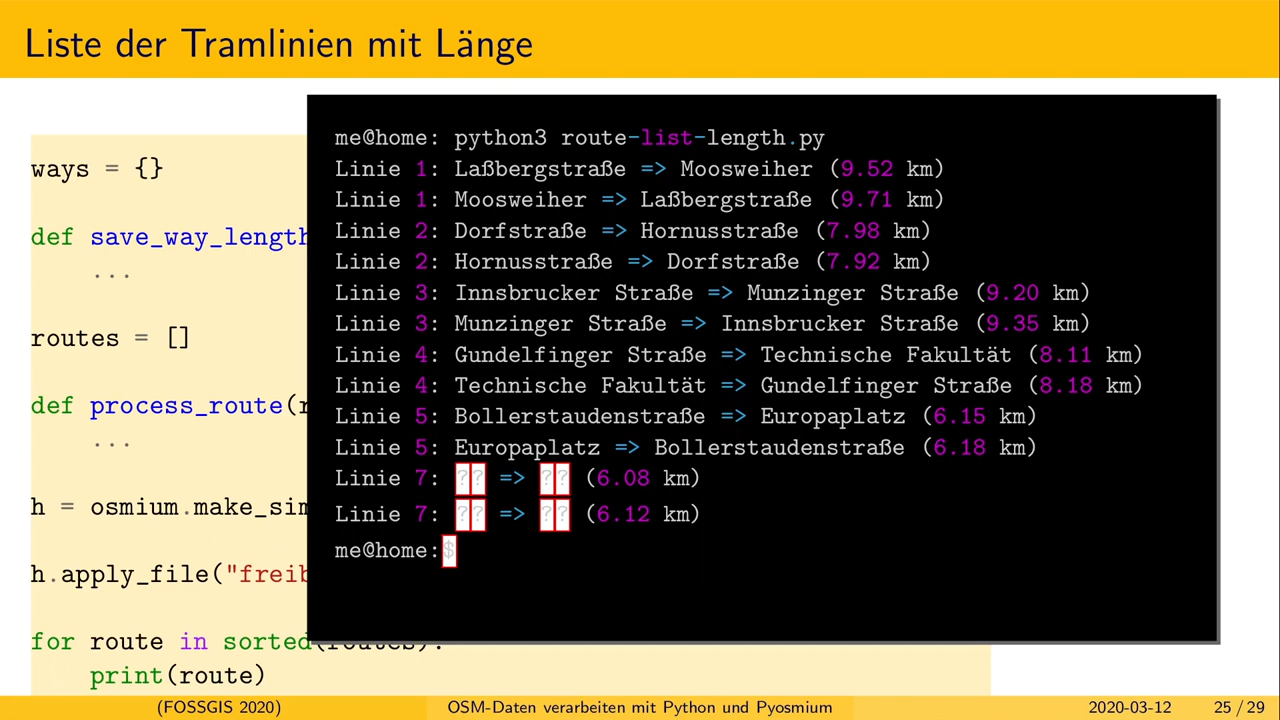 Liste der Tramlinien mit Länge
ways = {}
def save_way_length
...
routes = []
def process_route(r
...
h = osmium.make_sim
h.apply_file("freib
for route in sorted(routes):
print(route)
me@home: python3 route-list-length.py
Linie 1: Laßbergstraße => Moosweiher (9.52 km)
Linie 1: Moosweiher => Laßbergstraße (9.71 km)
Linie 2: Dorfstraße => Hornusstraße (7.98 km)
Linie 2: Hornusstraße => Dorfstraße (7.92 km)
Linie 3: Innsbrucker Straße => Munzinger Straße (9.20 km)
Linie 3: Munzinger Straße => Innsbrucker Straße (9.35 km)
Linie 4: Gundelfinger Straße => Technische Fakultät (8.11 km)
Linie 4: Technische Fakultät => Gundelfinger Straße (8.18 km)
Linie 5: Bollerstaudenstraße => Europaplatz (6.15 km)
Linie 5: Europaplatz => Bollerstaudenstraße (6.18 km)
Linie 7: ?? => ?? (6.08 km)
Linie 7: ?? => ?? (6.12 km)
me@home:$
(FOSSGIS 2020) OSM-Daten verarbeiten mit Python und Pyosmium 2020-03-12 25 / 29